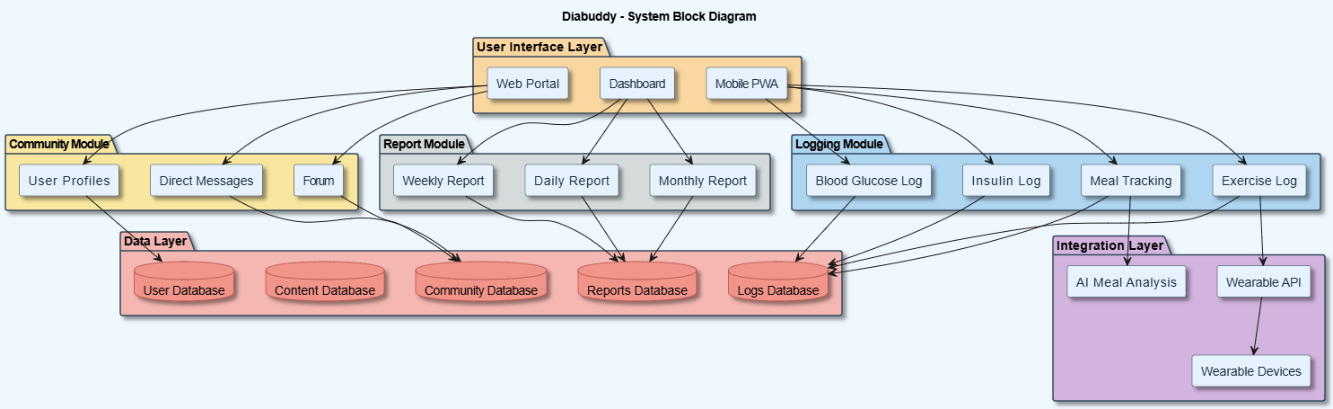 Diabuddy - System Block Diagram
User Interface Layer
Web Portal
Dashboard
Mobile PWA
Community Module
User Profiles
Direct Messages
Forum
Report Module
Weekly Report
Daily Report
Monthly Report
Logging Module
Blood Glucose Log
Insulin Log
Meal Tracking
Exercise Log
Data Layer
User Database
Content Database
Community Database
Reports Database
Logs Database
Integration Layer
AI Meal Analysis
Wearable API
Wearable Devices